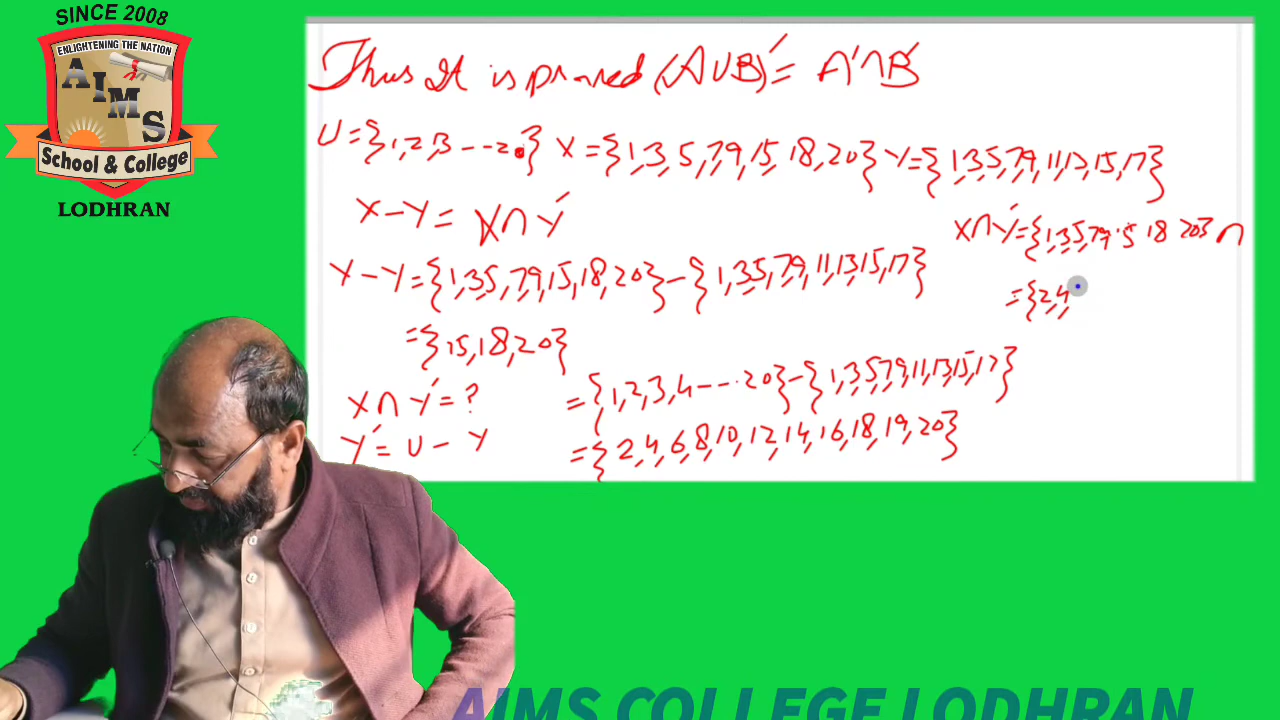 SINCE 2008
ENLIGHTENING THE NATION
AIMS
School & College
LODHRAN
Thus It is proved (A∪B)′ = A′∩B′
U={1,2,3---20} X={1,3,5,7,9,15,18,20} Y={1,3,5,7,9,11,13,15,17}
X-Y = X∩Y′
X∩Y′={1,3,5,7,9,15 18 20}∩
X-Y={1,3,5,7,9,15,18,20}-{1,3,5,7,9,11,13,15,17}
={2,4
={15,18,20}
X∩Y′=?
={1,2,3,4---20}-{1,3,5,7,9,11,13,15,17}
Y′=U-Y
={2,4,6,8,10,12,14,16,18,19,20}
AIMS COLLEGE LODHRAN